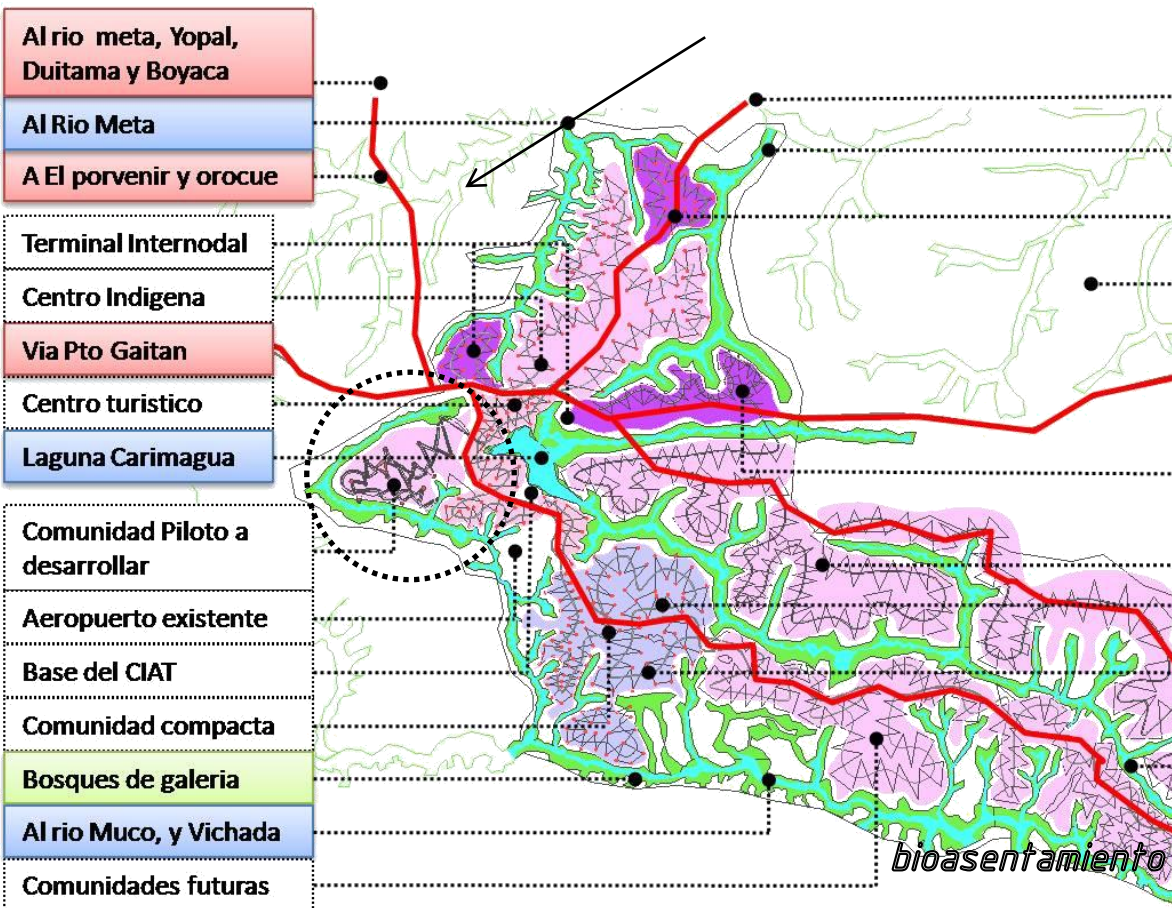 Al rio meta, Yopal,
Duitama y Boyaca
Al Rio Meta
A El porvenir y orocue
Terminal Internodal
Centro Indigena
Via Pto Gaitan
Centro turistico
Laguna Carimagua
Comunidad Piloto a
desarrollar
Aeropuerto existente
Base del CIAT
Comunidad compacta
Bosques de galeria
Al rio Muco, y Vichada
Comunidades futuras
bioasentamiento